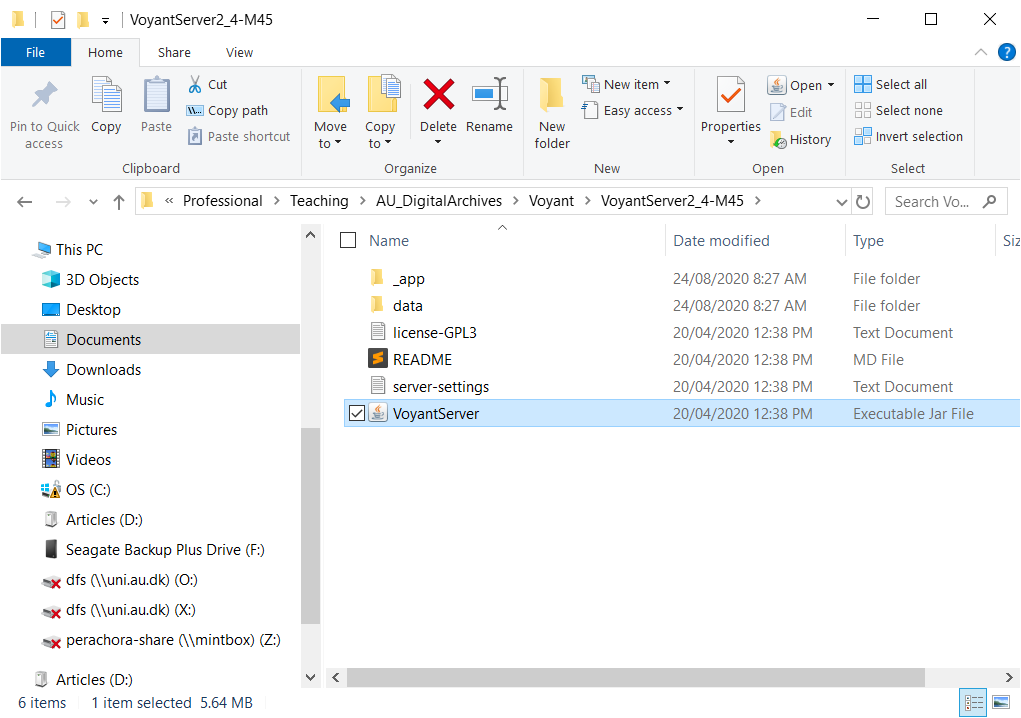 VoyantServer2_4-M45
File Home Share View
Pin to Quick access
Copy
Paste
Cut
Copy path
Paste shortcut
Clipboard
Move to
Copy to
Delete
Rename
Organize
New folder
New item
Easy access
New
Properties
Open
Edit
History
Open
Select all
Select none
Invert selection
Select
« Professional > Teaching > AU_DigitalArchives > Voyant > VoyantServer2_4-M45 >
Search Vo...
This PC
3D Objects
Desktop
Documents
Downloads
Music
Pictures
Videos
OS (C:)
Articles (D:)
Seagate Backup Plus Drive (F:)
dfs (\\uni.au.dk) (O:)
dfs (\\uni.au.dk) (X:)
perachora-share (\\mintbox) (Z:)
Articles (D:)
Name Date modified Type Siz
_app 24/08/2020 8:27 AM File folder
data 24/08/2020 8:27 AM File folder
license-GPL3 20/04/2020 12:38 PM Text Document
README 20/04/2020 12:38 PM MD File
server-settings 20/04/2020 12:38 PM Text Document
VoyantServer 20/04/2020 12:38 PM Executable Jar File
6 items 1 item selected 5.64 MB